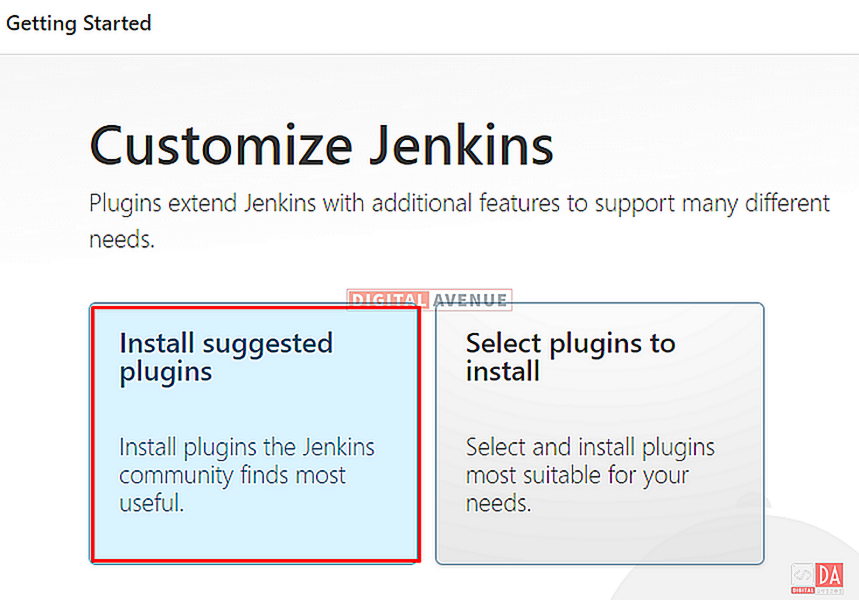 Getting Started
Customize Jenkins
Plugins extend Jenkins with additional features to support many different
needs.
DIGITAL AVENUE
Install suggested
plugins
Install plugins the Jenkins
community finds most
useful.
Select plugins to
install
Select and install plugins
most suitable for your
needs.
DA
DIGITAL AVENUE